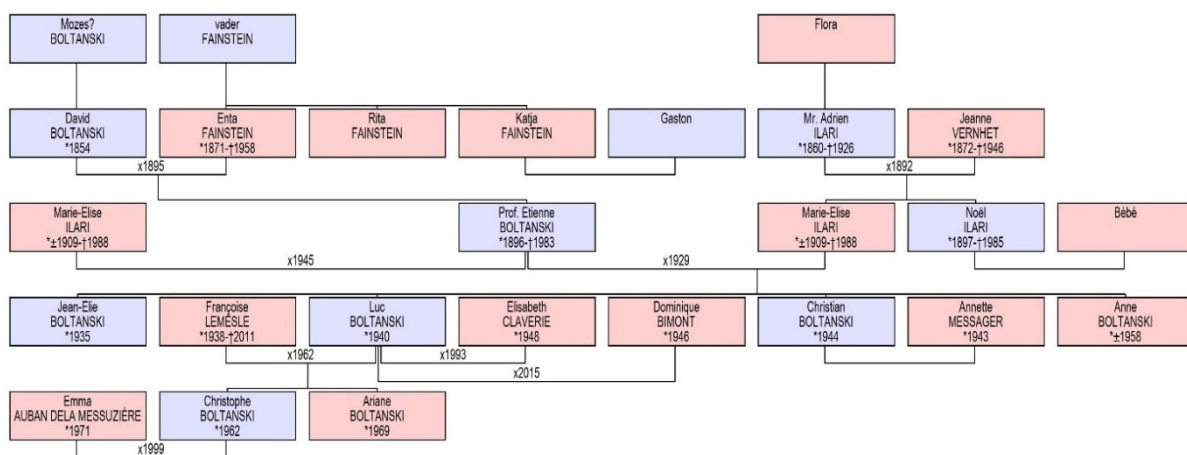 Mozes?
BOLTANSKI
vader
FAINSTEIN
Flora
David
BOLTANSKI
*1854
Enta
FAINSTEIN
*1871-†1958
Rita
FAINSTEIN
Katja
FAINSTEIN
Gaston
Mr. Adrien
ILARI
*1860-†1926
Jeanne
VERNHET
*1872-†1946
x1895
x1892
Marie-Elise
ILARI
*±1909-†1988
Prof. Etienne
BOLTANSKI
*1896-†1983
Marie-Elise
ILARI
*±1909-†1988
Noël
ILARI
*1897-†1985
Bébé
x1945
x1929
Jean-Elie
BOLTANSKI
*1935
Françoise
LEMÈSLE
*1938-†2011
Luc
BOLTANSKI
*1940
Elisabeth
CLAVERIE
*1948
Dominique
BIMONT
*1946
Christian
BOLTANSKI
*1944
Annette
MESSAGER
*1943
Anne
BOLTANSKI
*±1958
x1962
x1993
x2015
Emma
AUBAN DELA MESSUZIÈRE
*1971
Christophe
BOLTANSKI
*1962
Ariane
BOLTANSKI
*1969
x1999